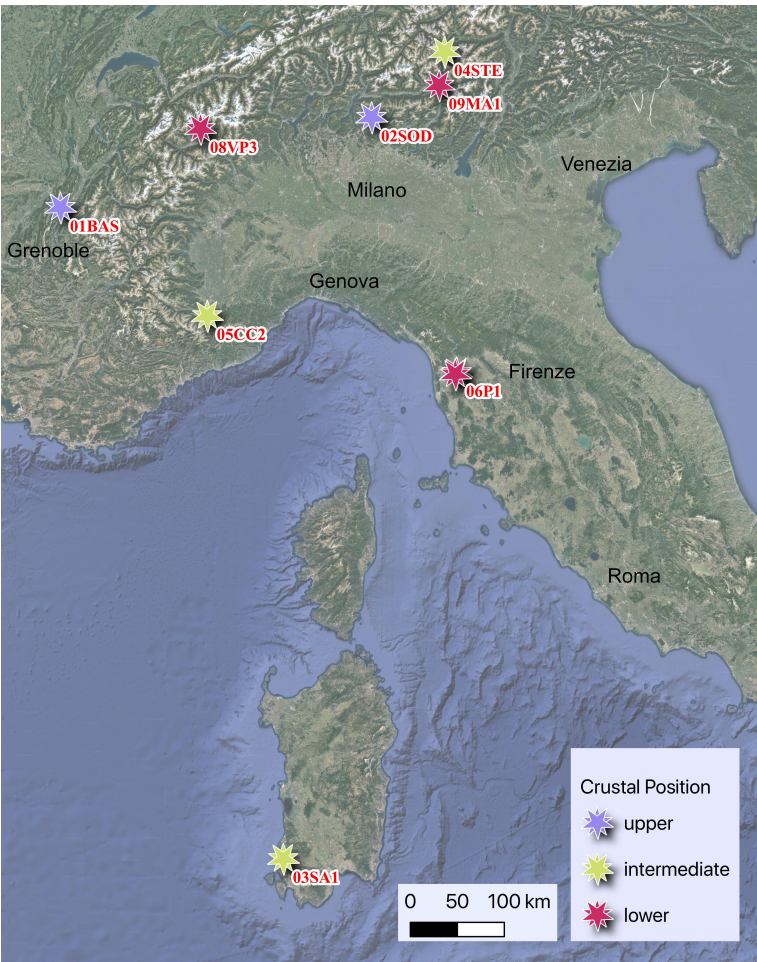 04STE
09MA1
02SOD
08VP3
Venezia
Milano
01BAS
Grenoble
Genova
05CC2
Firenze
06P1
Roma
Crustal Position
upper
intermediate
lower
03SA1
0 50 100 km